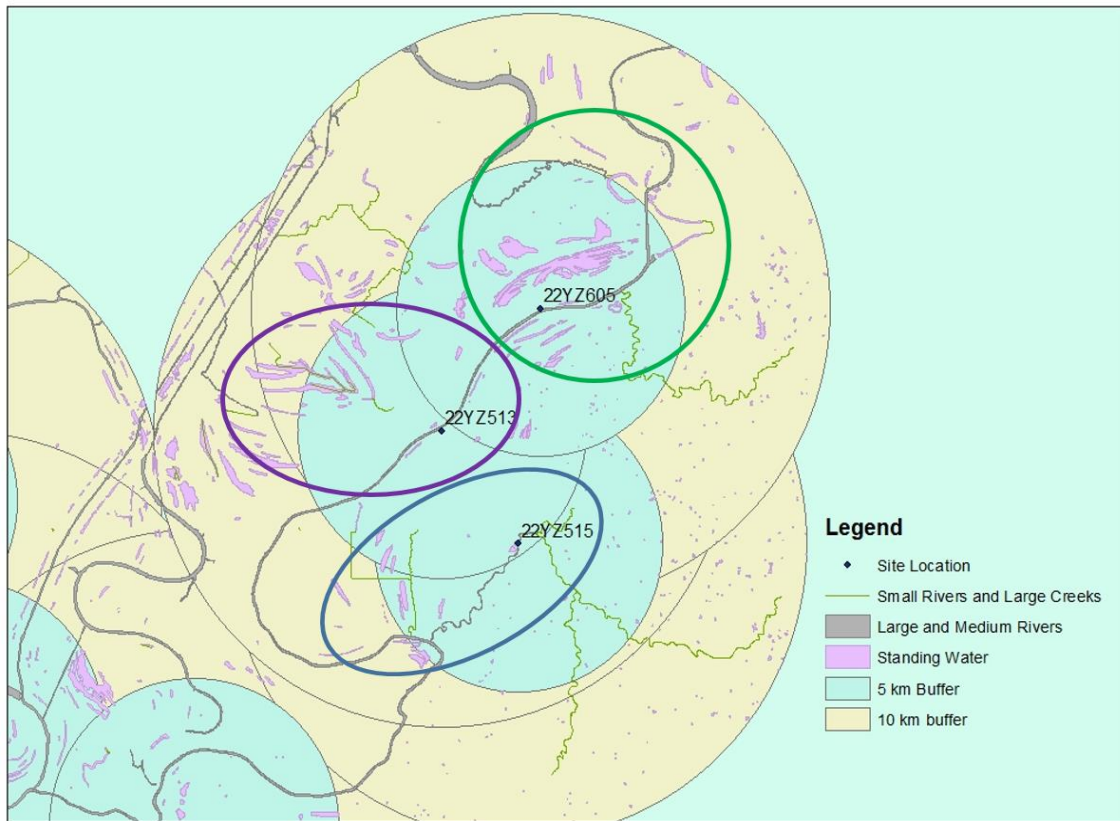 22YZ605
22YZ513
22YZ515
Legend
Site Location
Small Rivers and Large Creeks
Large and Medium Rivers
Standing Water
5 km Buffer
10 km buffer